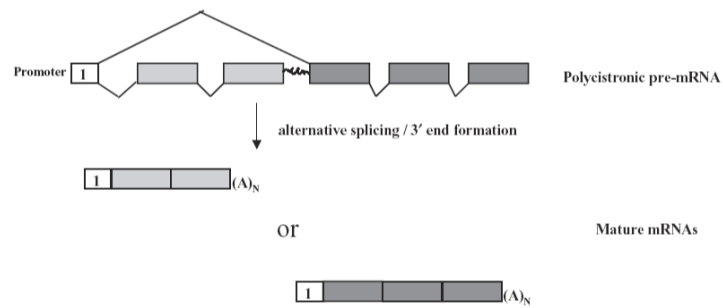 Promoter 1 Polycistronic pre-mRNA
alternative splicing / 3′ end formation
1 (A)N
or Mature mRNAs
1 (A)N